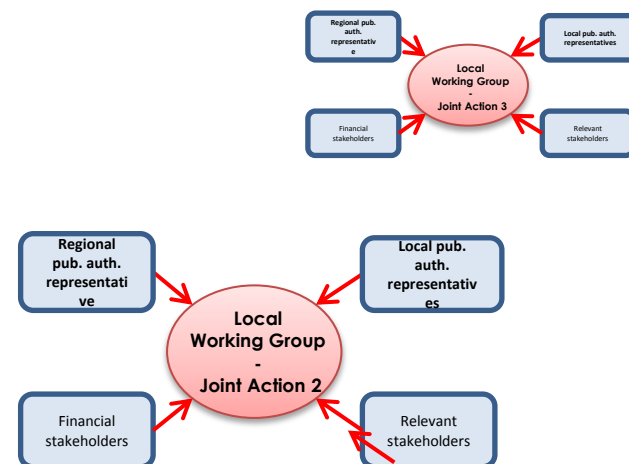 Regional pub.
auth.
representativ
e
Local pub. auth.
representatives
Local
Working Group
-
Joint Action 3
Financial
stakeholders
Relevant
stakeholders
Regional
pub. auth.
representati
ve
Local pub.
auth.
representativ
es
Local
Working Group
-
Joint Action 2
Financial
stakeholders
Relevant
stakeholders